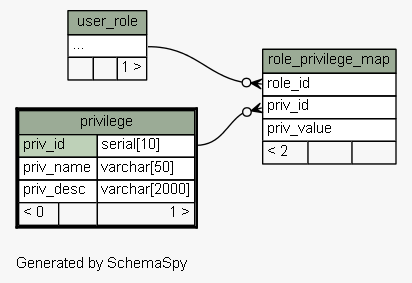 user_role
...
1 >
role_privilege_map
role_id
priv_id
priv_value
< 2
privilege
priv_id serial[10]
priv_name varchar[50]
priv_desc varchar[2000]
< 0 1 >
Generated by SchemaSpy